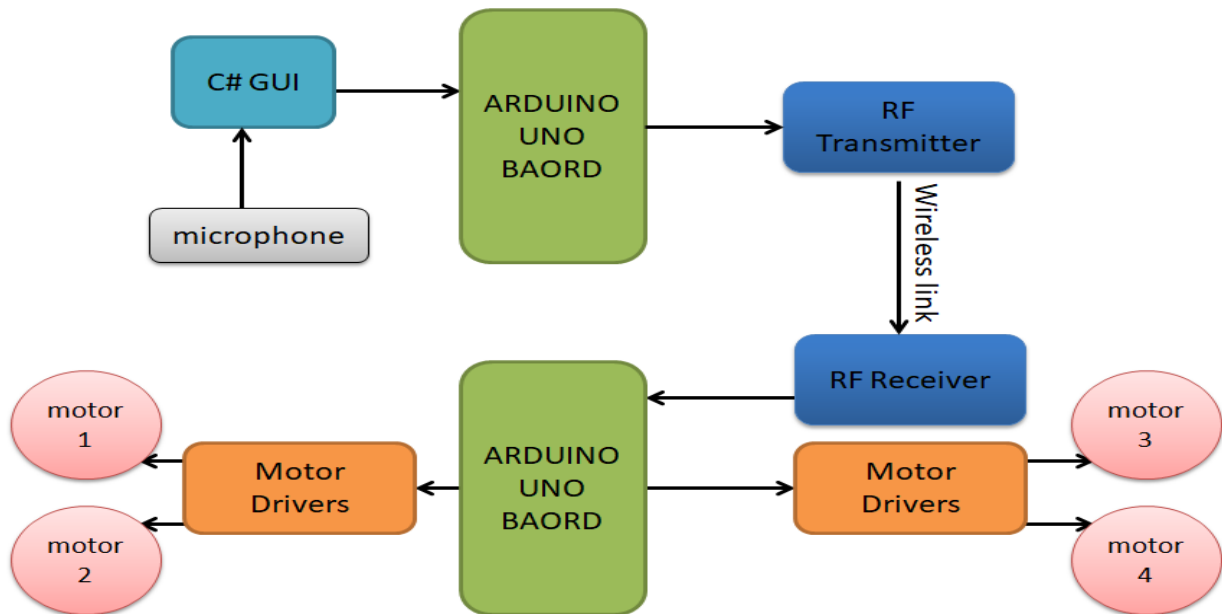 C# GUI
ARDUINO
UNO
BAORD
RF
Transmitter
microphone
Wireless link
RF Receiver
motor
1
motor
2
Motor
Drivers
ARDUINO
UNO
BAORD
Motor
Drivers
motor
3
motor
4